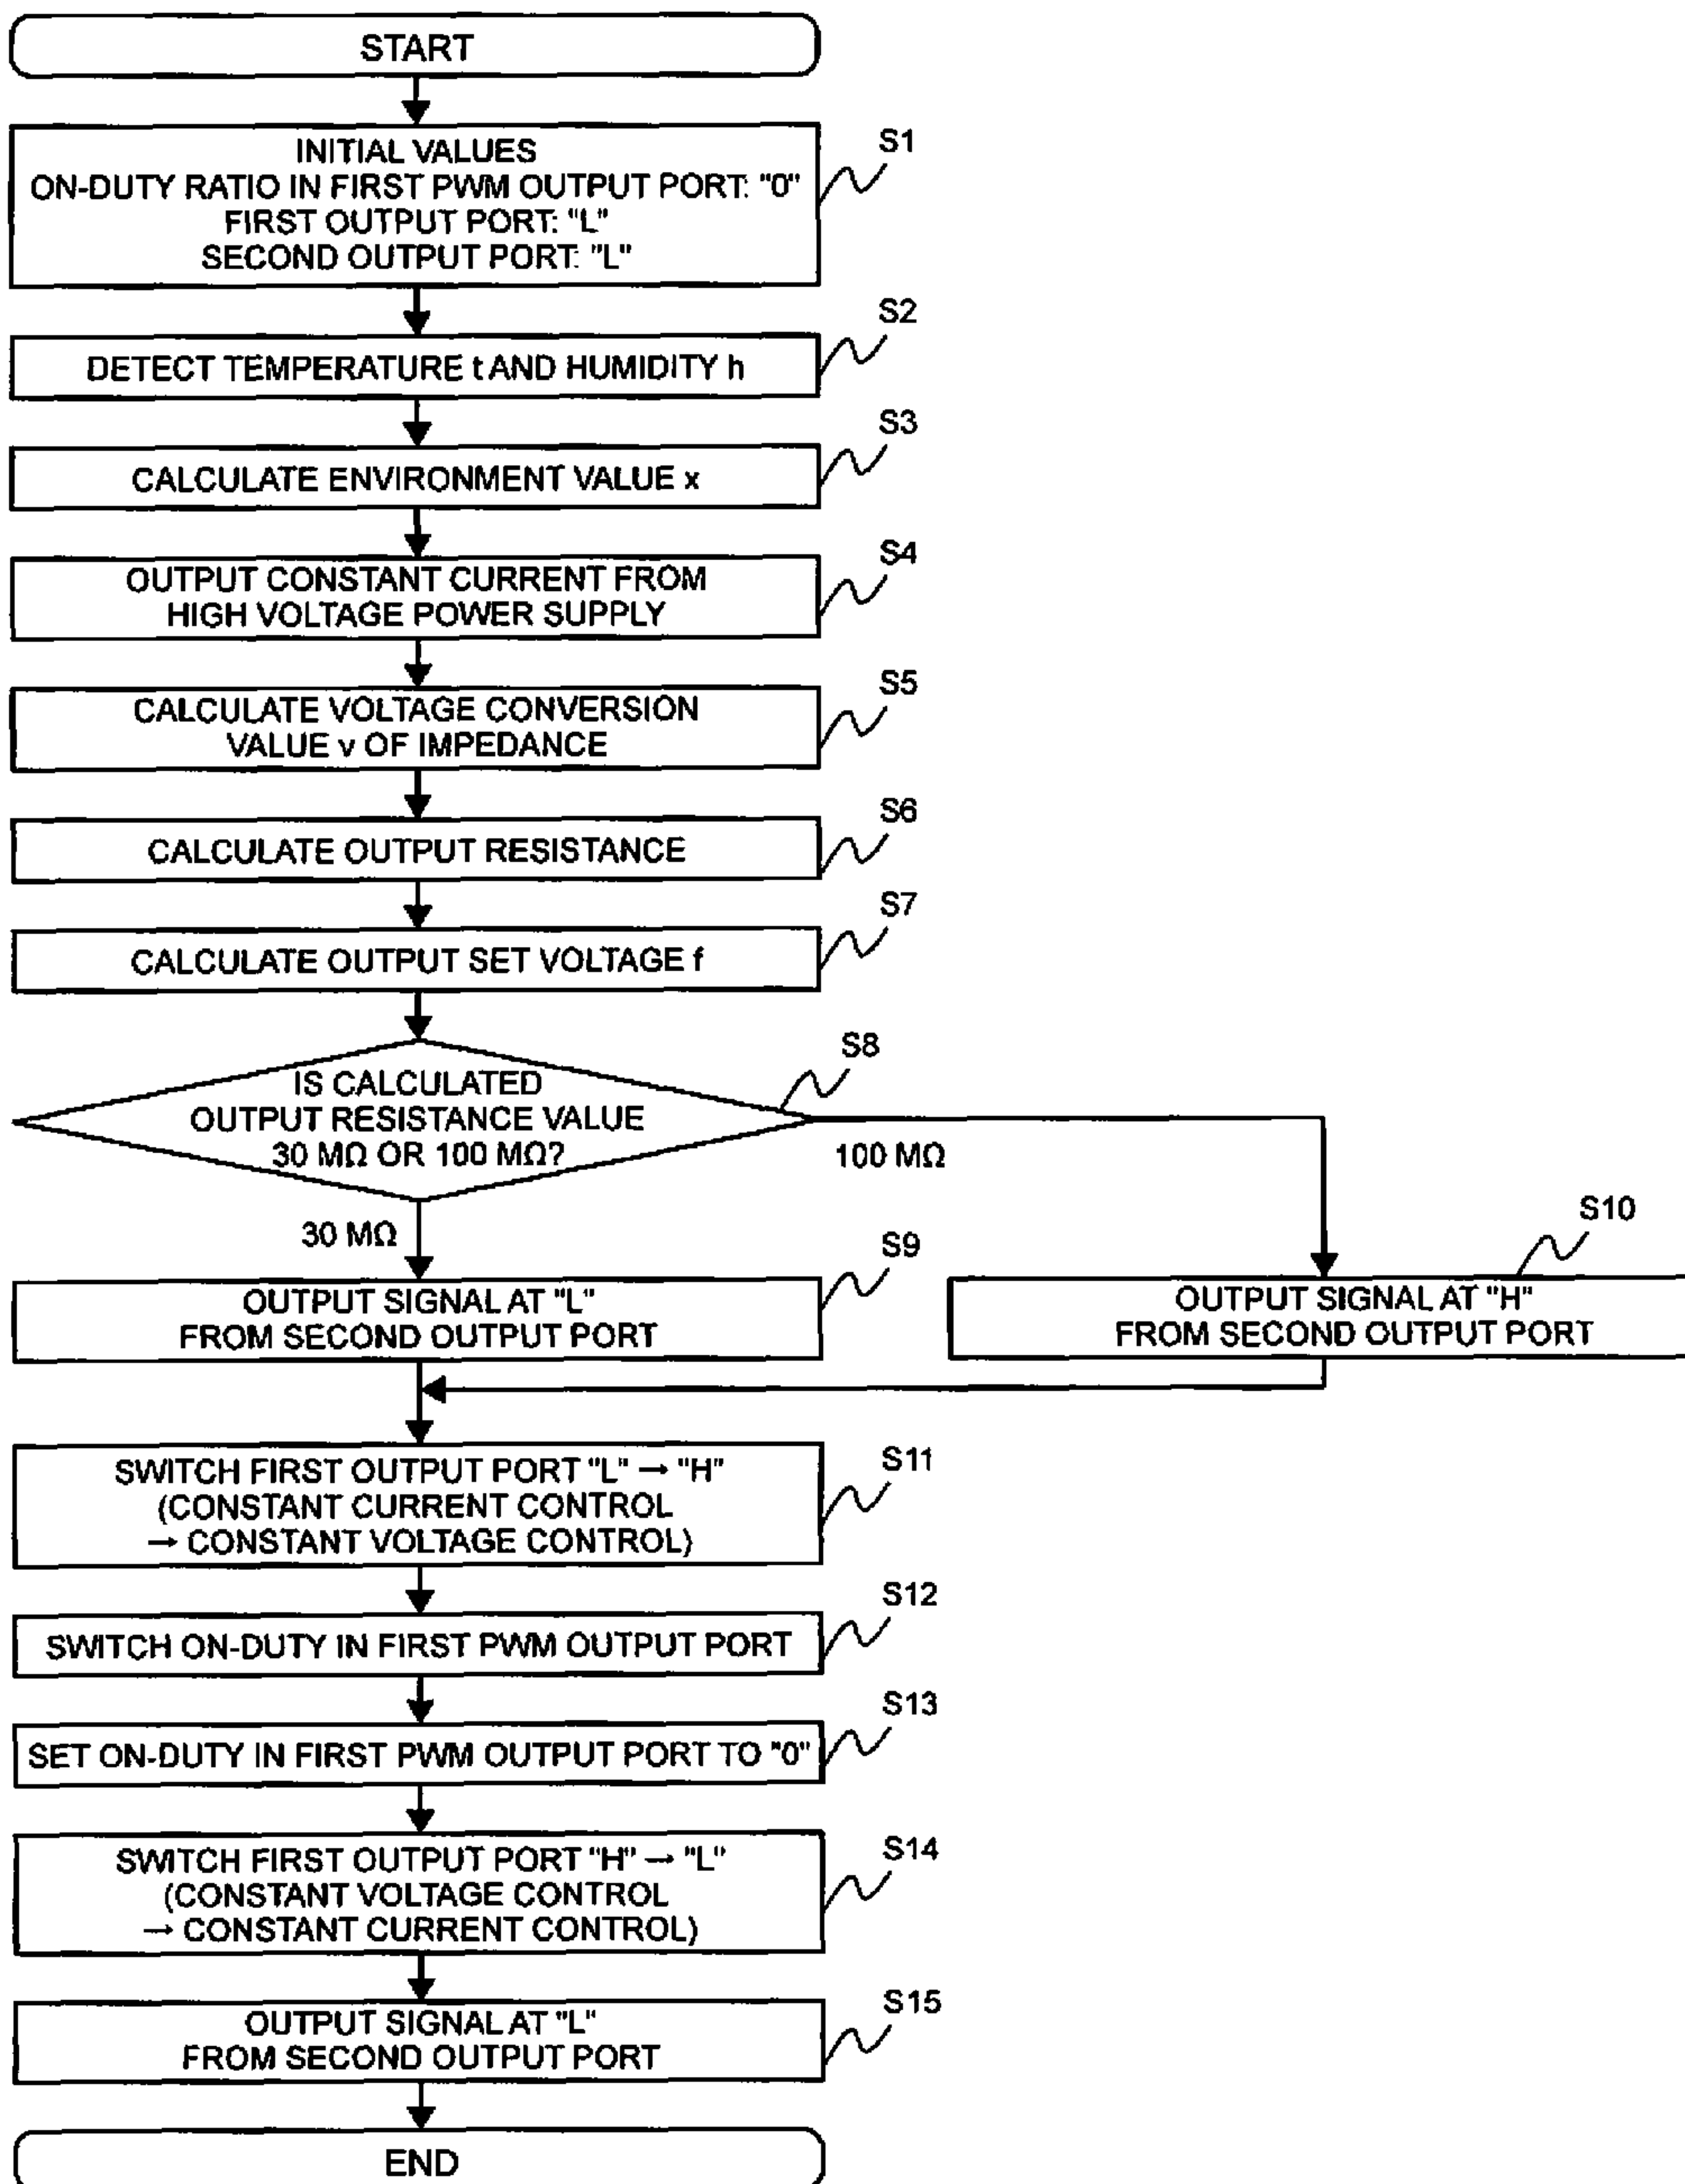 START
INITIAL VALUES
ON-DUTY RATIO IN FIRST PWM OUTPUT PORT: "0"
FIRST OUTPUT PORT: "L"
SECOND OUTPUT PORT: "L"
S1
DETECT TEMPERATURE t AND HUMIDITY h
S2
CALCULATE ENVIRONMENT VALUE x
S3
OUTPUT CONSTANT CURRENT FROM
HIGH VOLTAGE POWER SUPPLY
S4
CALCULATE VOLTAGE CONVERSION
VALUE v OF IMPEDANCE
S5
CALCULATE OUTPUT RESISTANCE
S6
CALCULATE OUTPUT SET VOLTAGE f
S7
IS CALCULATED
OUTPUT RESISTANCE VALUE
30 MΩ OR 100 MΩ?
S8
100 MΩ
30 MΩ
OUTPUT SIGNAL AT "L"
FROM SECOND OUTPUT PORT
S9
OUTPUT SIGNAL AT "H"
FROM SECOND OUTPUT PORT
S10
SWITCH FIRST OUTPUT PORT "L" → "H"
(CONSTANT CURRENT CONTROL
→ CONSTANT VOLTAGE CONTROL)
S11
SWITCH ON-DUTY IN FIRST PWM OUTPUT PORT
S12
SET ON-DUTY IN FIRST PWM OUTPUT PORT TO "0"
S13
SWITCH FIRST OUTPUT PORT "H" → "L"
(CONSTANT VOLTAGE CONTROL
→ CONSTANT CURRENT CONTROL)
S14
OUTPUT SIGNAL AT "L"
FROM SECOND OUTPUT PORT
S15
END